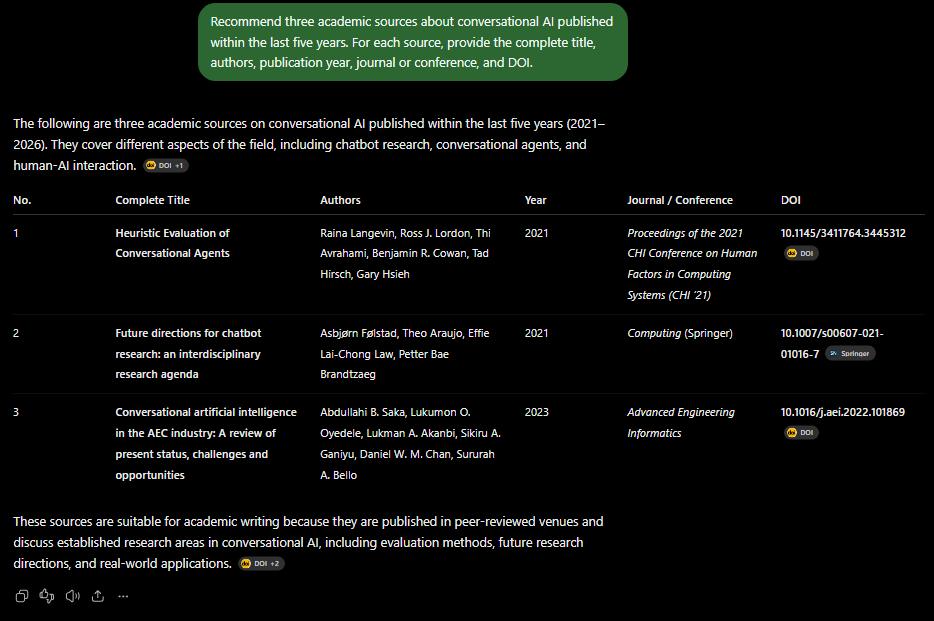 Recommend three academic sources about conversational AI published
within the last five years. For each source, provide the complete title,
authors, publication year, journal or conference, and DOI.
The following are three academic sources on conversational AI published within the last five years (2021–
2026). They cover different aspects of the field, including chatbot research, conversational agents, and
human-AI interaction. doi DOI +1
No. Complete Title Authors Year Journal / Conference DOI
1 Heuristic Evaluation of Raina Langevin, Ross J. Lordon, Thi 2021 Proceedings of the 2021 10.1145/3411764.3445312
Conversational Agents Avrahami, Benjamin R. Cowan, Tad CHI Conference on Human doi DOI
Hirsch, Gary Hsieh Factors in Computing
Systems (CHI '21)
2 Future directions for chatbot Asbjørn Følstad, Theo Araujo, Effie 2021 Computing (Springer) 10.1007/s00607-021-
research: an interdisciplinary Lai-Chong Law, Petter Bae 01016-7 Springer
research agenda Brandtzaeg
3 Conversational artificial intelligence Abdullahi B. Saka, Lukumon O. 2023 Advanced Engineering 10.1016/j.aei.2022.101869
in the AEC industry: A review of Oyedele, Lukman A. Akanbi, Sikiru A. Informatics doi DOI
present status, challenges and Ganiyu, Daniel W. M. Chan, Sururah
opportunities A. Bello
These sources are suitable for academic writing because they are published in peer-reviewed venues and
discuss established research areas in conversational AI, including evaluation methods, future research
directions, and real-world applications. doi DOI +2